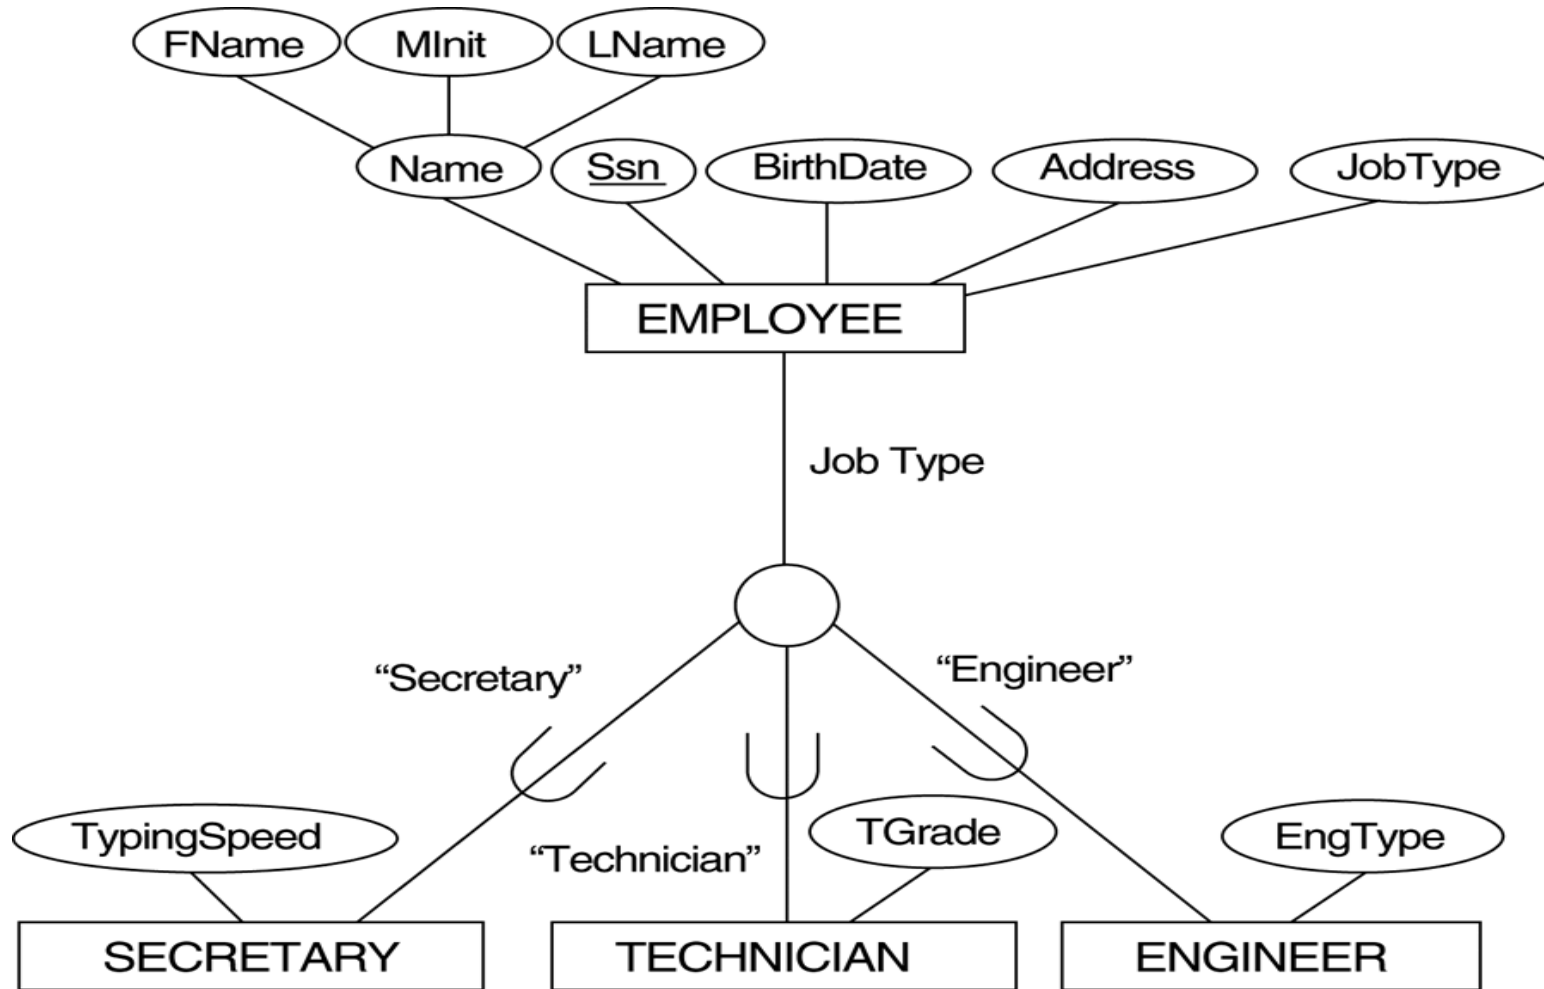 FName MInit LName
Name Ssn BirthDate Address JobType
EMPLOYEE
Job Type
“Secretary” “Engineer”
TypingSpeed “Technician” TGrade EngType
SECRETARY TECHNICIAN ENGINEER